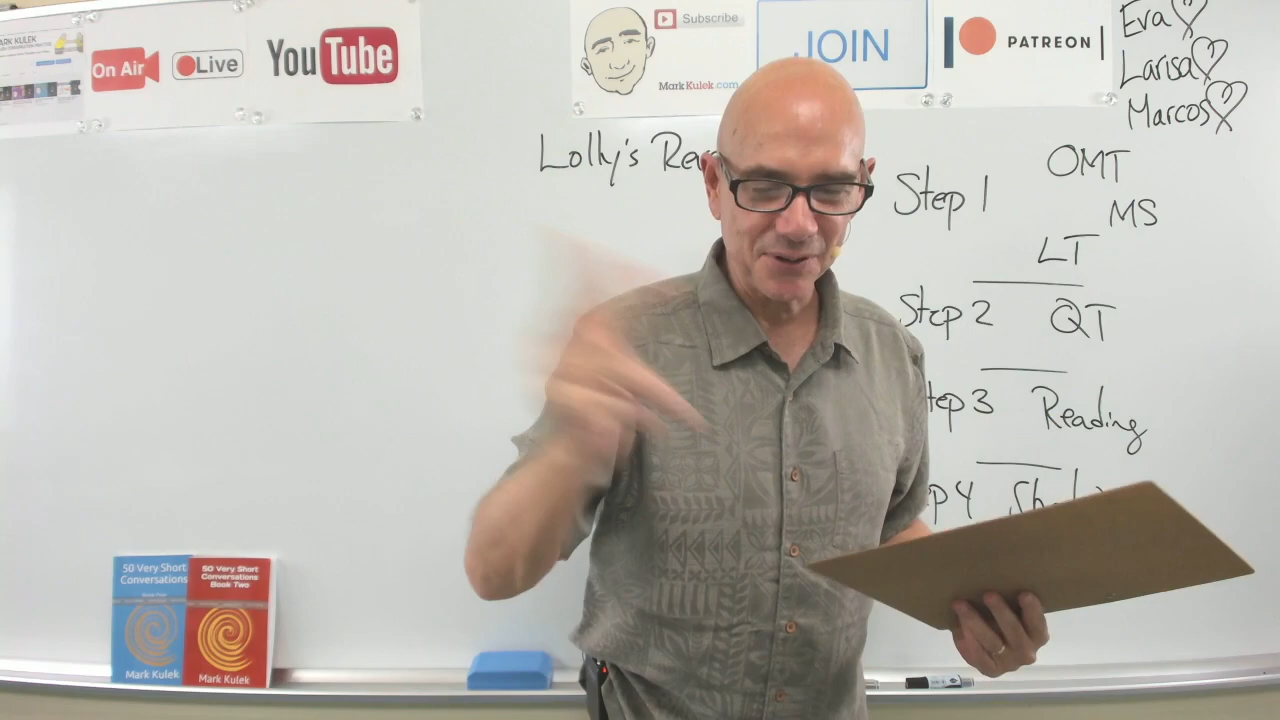 MARK KULEK
On Air
Live
YouTube
Subscribe
MarkKulek.com
JOIN
PATREON
Eva
Larisa
Marcos
Lolly's
Step 1
OMT
MS
LT
Step 2
QT
Step 3
Reading
50 Very Short
Conversations
Mark Kulek
50 Very Short
Conversations
Book Two
Mark Kulek